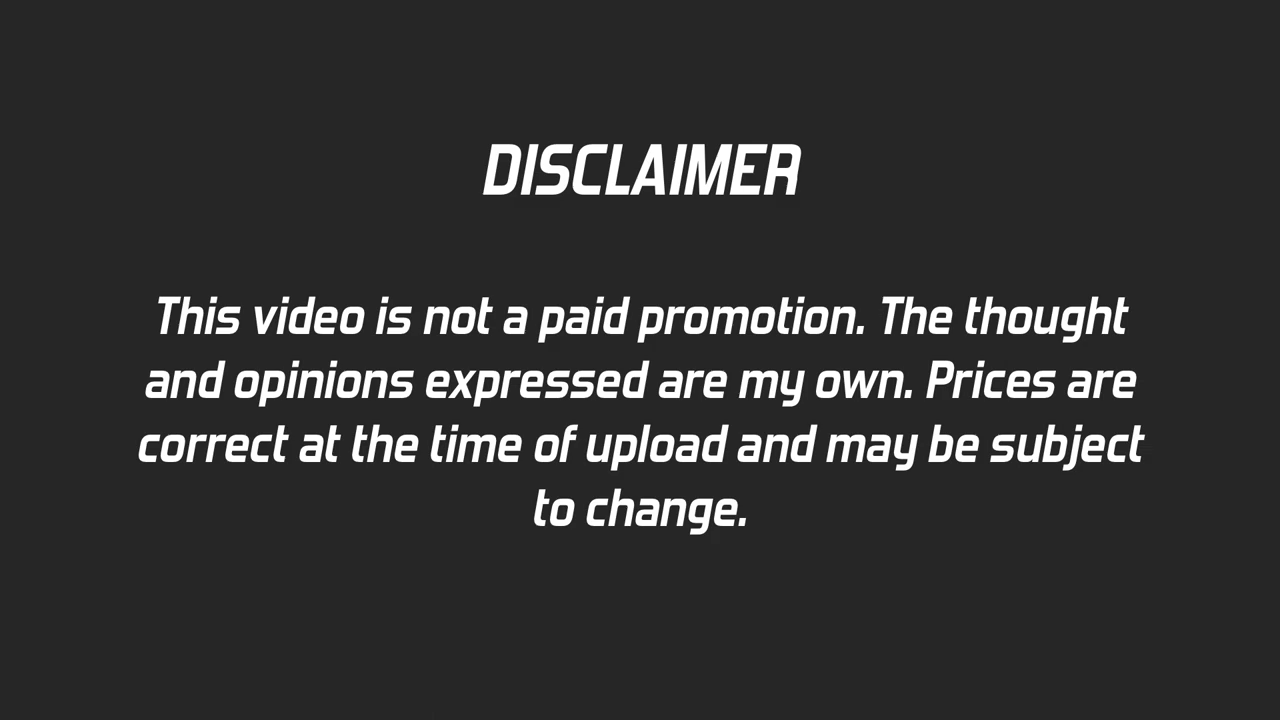 DISCLAIMER
This video is not a paid promotion. The thought
and opinions expressed are my own. Prices are
correct at the time of upload and may be subject
to change.